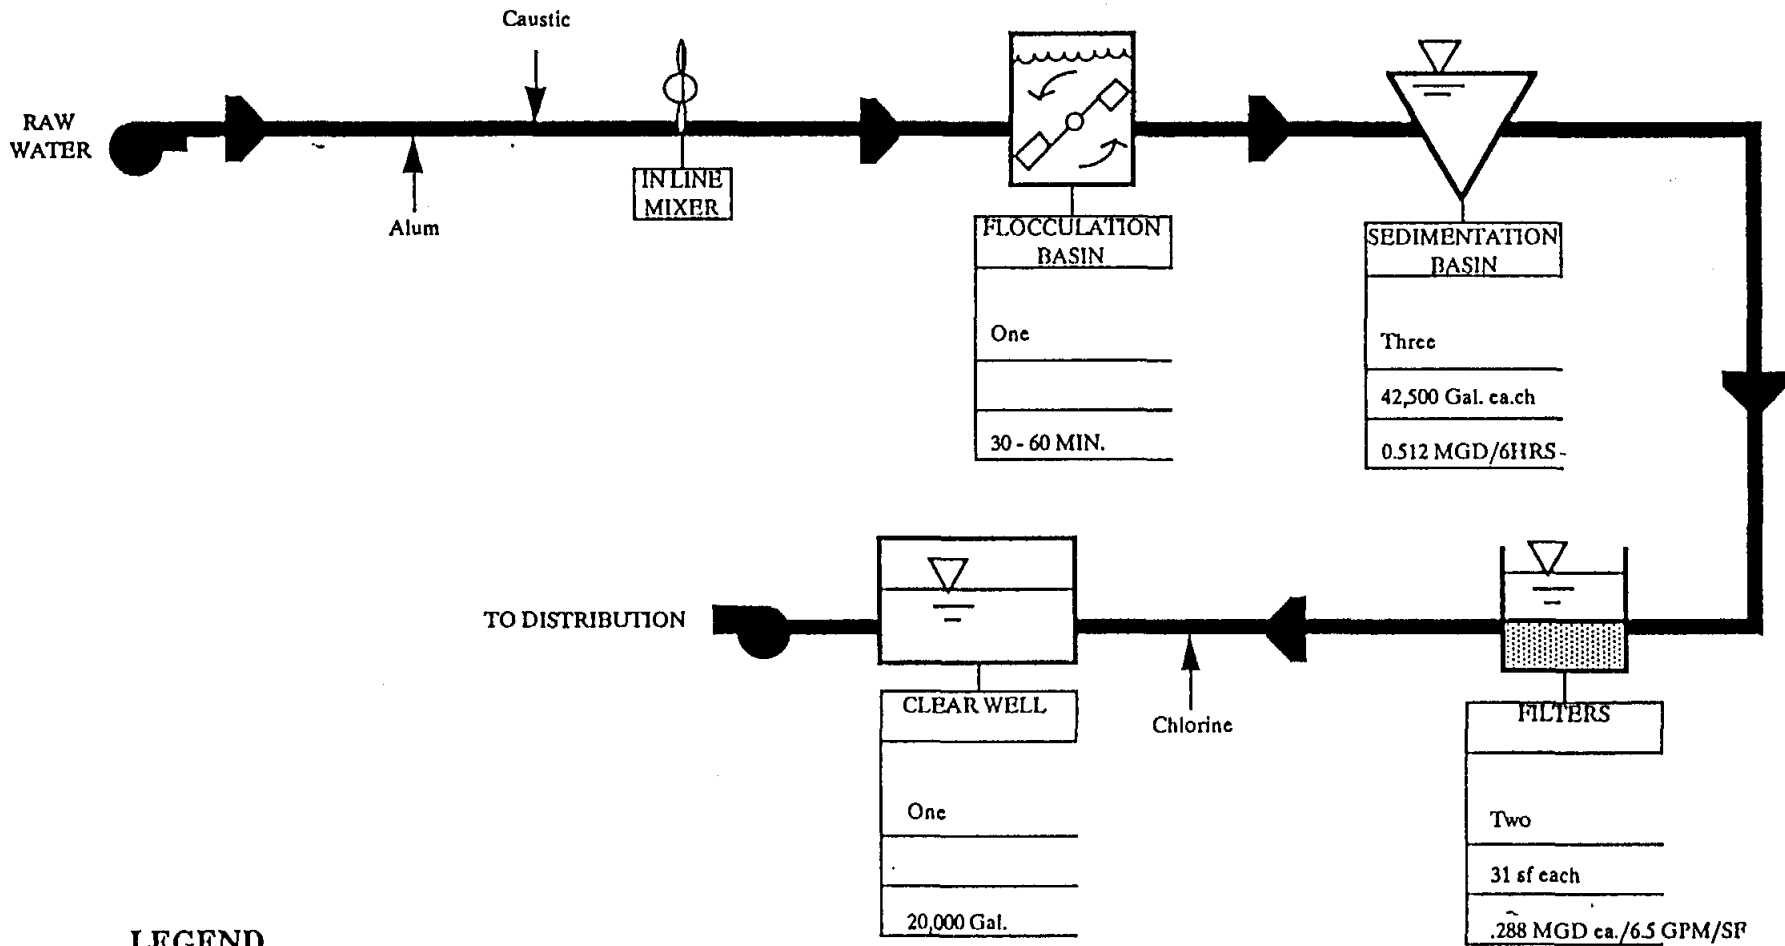 Caustic
RAW
WATER
Alum
IN LINE
MIXER
FLOCCULATION
BASIN
One
30 - 60 MIN.
SEDIMENTATION
BASIN
Three
42,500 Gal. ea.ch
0.512 MGD/6HRS-
TO DISTRIBUTION
CLEAR WELL
One
20,000 Gal.
Chlorine
FILTERS
Two
31 sf each
.288 MGD ea./6.5 GPM/SF
LEGEND